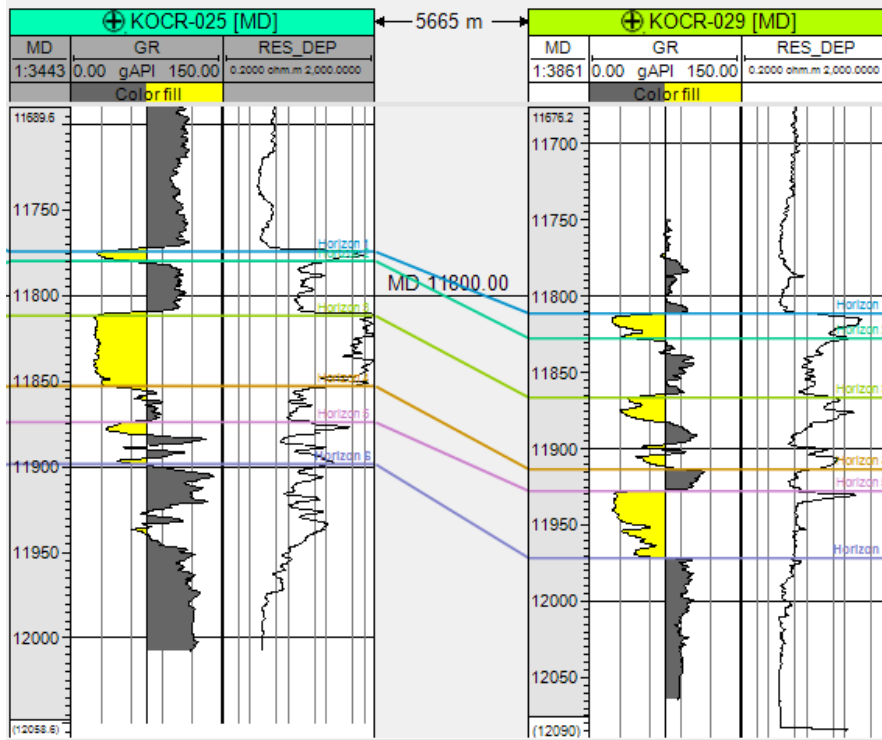 KOCR-025 [MD]
5665 m
KOCR-029 [MD]
MD GR RES_DEP
1:3443 0.00 gAPI 150.00 0.2000 ohm.m 2,000.0000
Color fill
MD GR RES_DEP
1:3861 0.00 gAPI 150.00 0.2000 ohm.m 2,000.0000
Color fill
11689.6
11750
11800
11850
11900
11950
12000
(12058.6)
Horizon 1
Horizon 5
Horizon 6
MD 11800.00
11676.2
11700
11750
11800
11850
11900
11950
12000
12050
(12090)
Horizon
Horizon
Horizon
Horizon
Horizon
Horizon